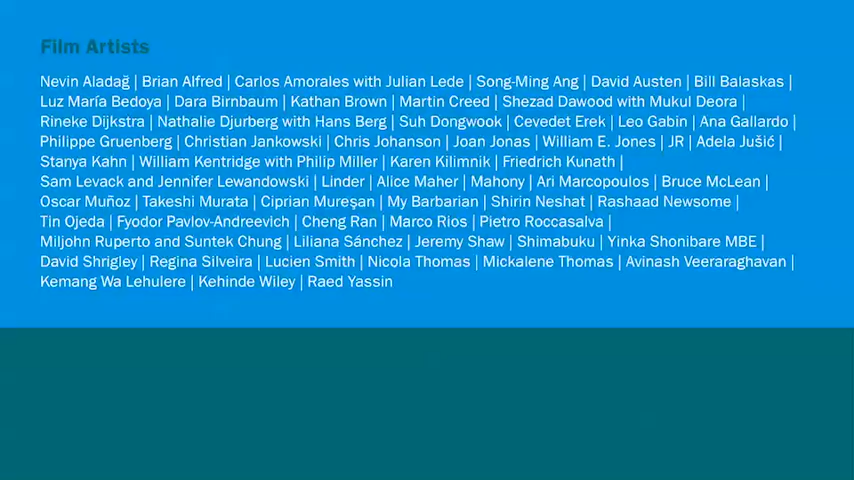 Film Artists
Nevin Aladağ | Brian Alfred | Carlos Amorales with Julian Lede | Song-Ming Ang | David Austen | Bill Balaskas |
Luz María Bedoya | Dara Birnbaum | Kathan Brown | Martin Creed | Shezad Dawood with Mukul Deora |
Rineke Dijkstra | Nathalie Djurberg with Hans Berg | Suh Dongwook | Cevedet Erek | Leo Gabin | Ana Gallardo |
Philippe Gruenberg | Christian Jankowski | Chris Johanson | Joan Jonas | William E. Jones | JR | Adela Jušić |
Stanya Kahn | William Kentridge with Philip Miller | Karen Kilimnik | Friedrich Kunath |
Sam Levack and Jennifer Lewandowski | Linder | Alice Maher | Mahony | Ari Marcopoulos | Bruce McLean |
Oscar Muñoz | Takeshi Murata | Ciprian Mureşan | My Barbarian | Shirin Neshat | Rashaad Newsome |
Tin Ojeda | Fyodor Pavlov-Andreevich | Cheng Ran | Marco Rios | Pietro Roccasalva |
Miljohn Ruperto and Suntek Chung | Liliana Sánchez | Jeremy Shaw | Shimabuku | Yinka Shonibare MBE |
David Shrigley | Regina Silveira | Lucien Smith | Nicola Thomas | Mickalene Thomas | Avinash Veeraraghavan |
Kemang Wa Lehulere | Kehinde Wiley | Raed Yassin